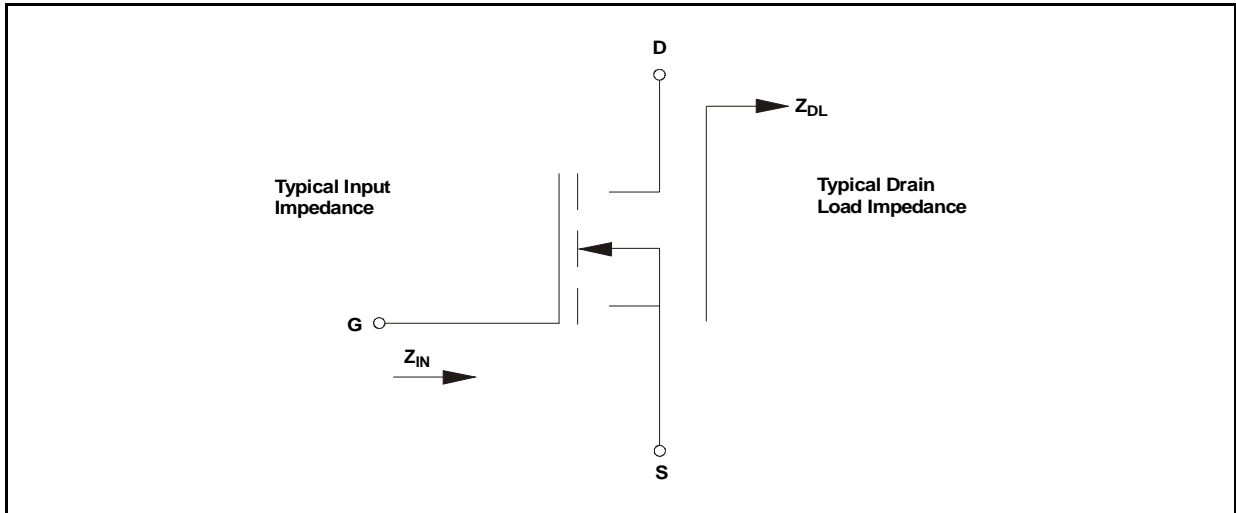 D
Z_DL
Typical Input
Impedance
Typical Drain
Load Impedance
G
Z_IN
S